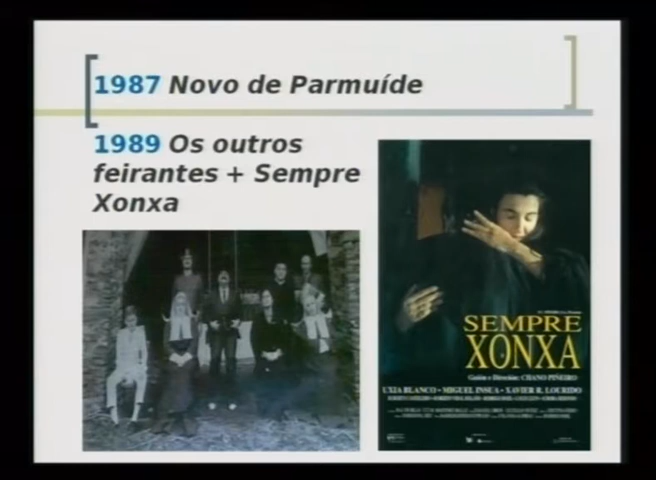 1987 Novo de Parmuíde
1989 Os outros
feirantes + Sempre
Xonxa
SEMPRE
XONXA
Guión e Dirección: CHANO PIÑEIRO
UXIA BLANCO • MIGUEL INSUA • XAVIER R. LOURIDO